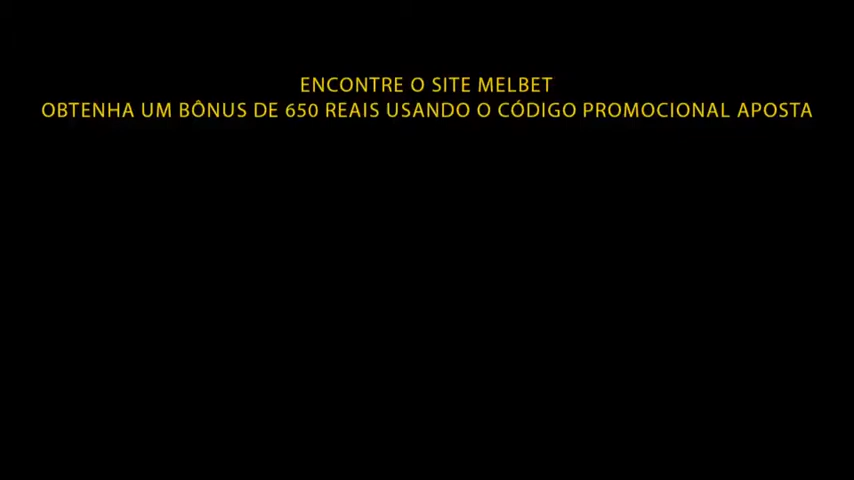 ENCONTRE O SITE MELBET
OBTENHA UM BÔNUS DE 650 REAIS USANDO O CÓDIGO PROMOCIONAL APOSTA